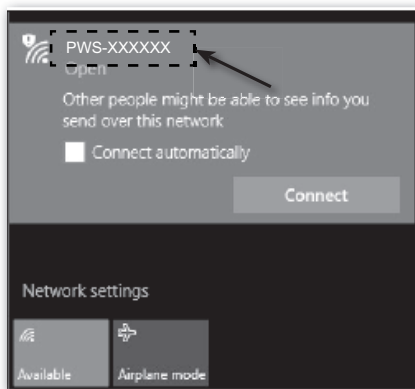 PWS-XXXXXX
Open
Other people might be able to see info you
send over this network
Connect automatically
Connect
Network settings
Available
Airplane mode